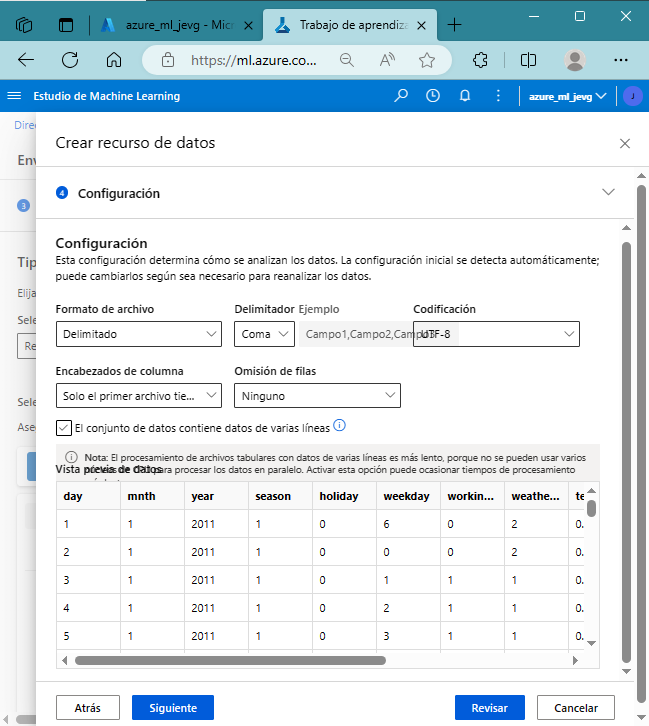 azure_ml_jevg - Micr
Trabajo de aprendiza
https://ml.azure.co...
Estudio de Machine Learning
azure_ml_jevg
J
Direc
Crear recurso de datos
Env
3
4 Configuración
Configuración
Esta configuración determina cómo se analizan los datos. La configuración inicial se detecta automáticamente;
puede cambiarlos según sea necesario para reanalizar los datos.
Tip
Elija
Formato de archivo Delimitador Ejemplo Codificación
Sele
Delimitado Coma Campo1,Campo2,Campo3 UTF-8
Re
Encabezados de columna Omisión de filas
Solo el primer archivo tie... Ninguno
Sele
El conjunto de datos contiene datos de varias líneas
Ase
Nota: El procesamiento de archivos tabulares con datos de varias líneas es más lento, porque no se pueden usar varios
Vista previa de datos
para procesar los datos en paralelo. Activar esta opción puede ocasionar tiempos de procesamiento
day mnth year season holiday weekday workin... weathe... te
1 1 2011 1 0 6 0 2 0.
2 1 2011 1 0 0 0 2 0.
3 1 2011 1 0 1 1 1 0.
4 1 2011 1 0 2 1 1 0.
5 1 2011 1 0 3 1 1 0.
Atrás Siguiente Revisar Cancelar